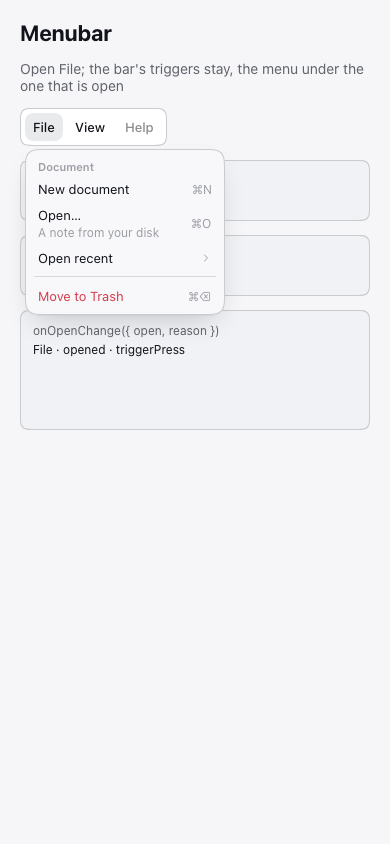 Menubar
Open File; the bar's triggers stay, the menu under the
one that is open
File View Help
Document
New document ⌘N
Open… ⌘O
A note from your disk
Open recent ›
Move to Trash ⌘⌫
onOpenChange({ open, reason })
File · opened · triggerPress